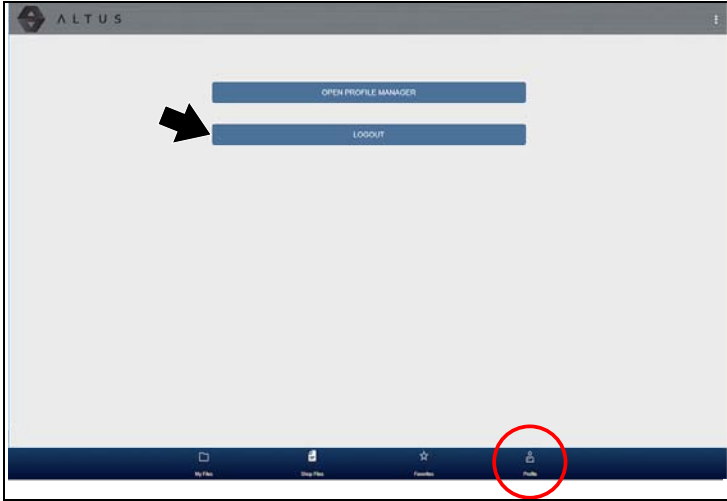 ALTUS
OPEN PROFILE MANAGER
LOGOUT
My Files
Shop Files
Favorites
Profile